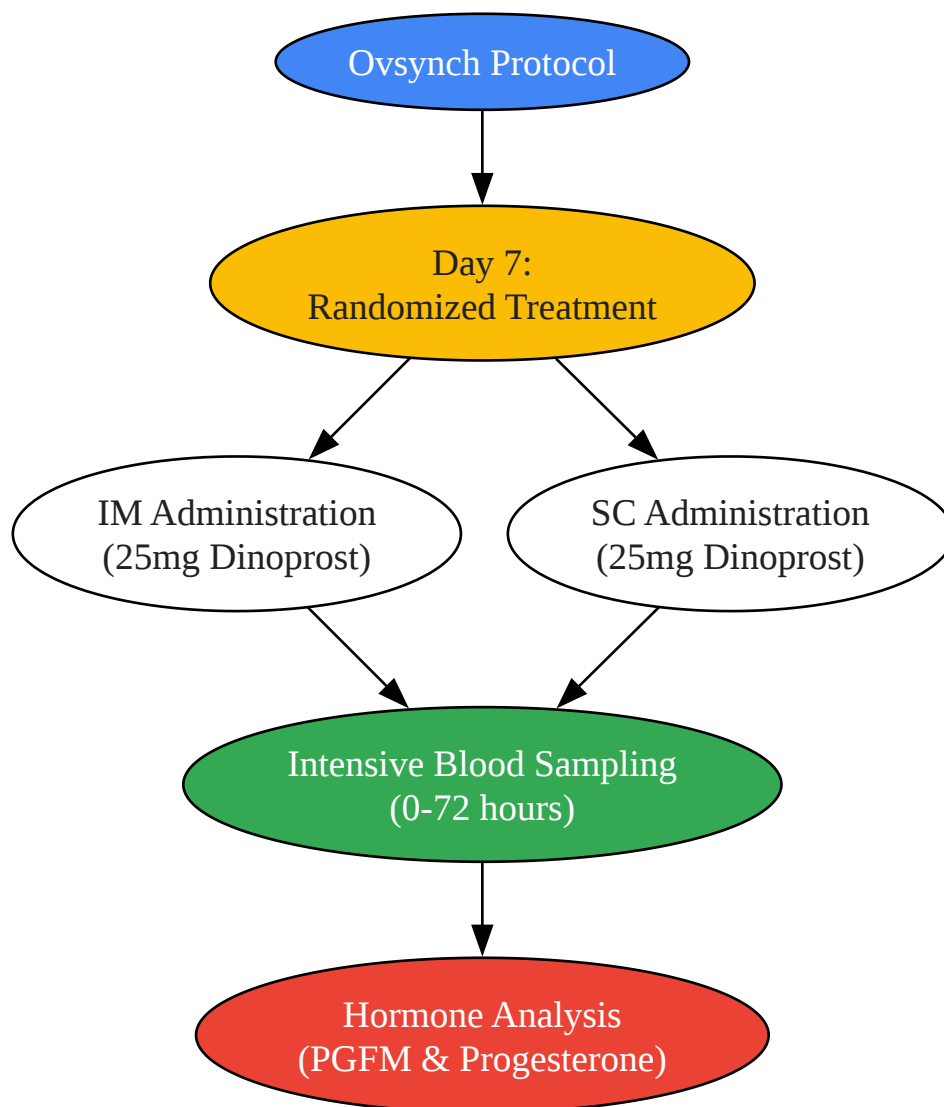 Ovsynch Protocol
Day 7:
Randomized Treatment
IM Administration
(25mg Dinoprost)
SC Administration
(25mg Dinoprost)
Intensive Blood Sampling
(0-72 hours)
Hormone Analysis
(PGFM & Progesterone)